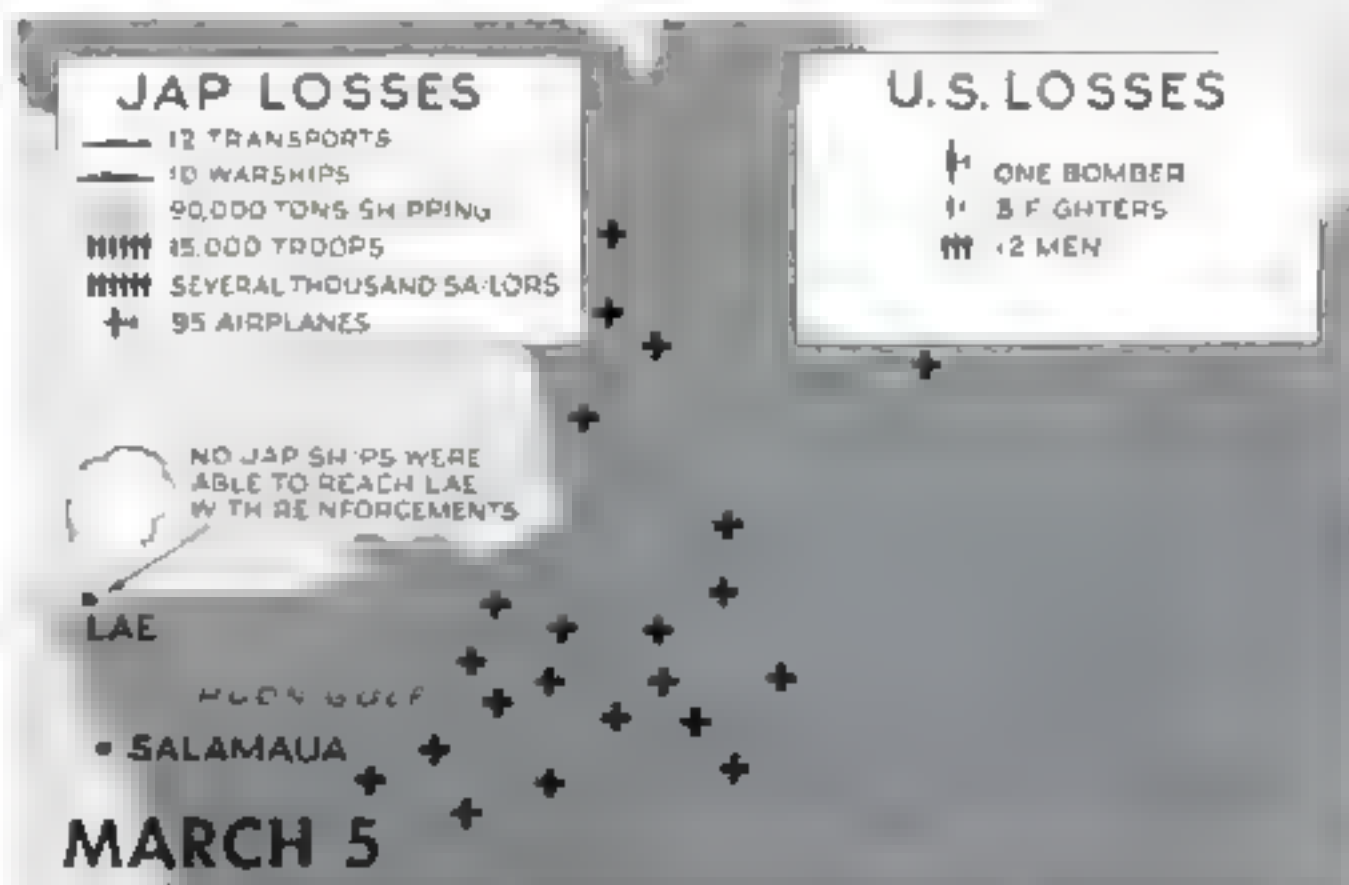 JAP LOSSES
12 TRANSPORTS
10 WARSHIPS
90,000 TONS SHIPPING
15,000 TROOPS
SEVERAL THOUSAND SAILORS
95 AIRPLANES
U.S. LOSSES
ONE BOMBER
FIGHTERS
12 MEN
NO JAP SHIPS WERE
ABLE TO REACH LAE
WITH REINFORCEMENTS
LAE
HUON GULF
SALAMAUA
MARCH 5